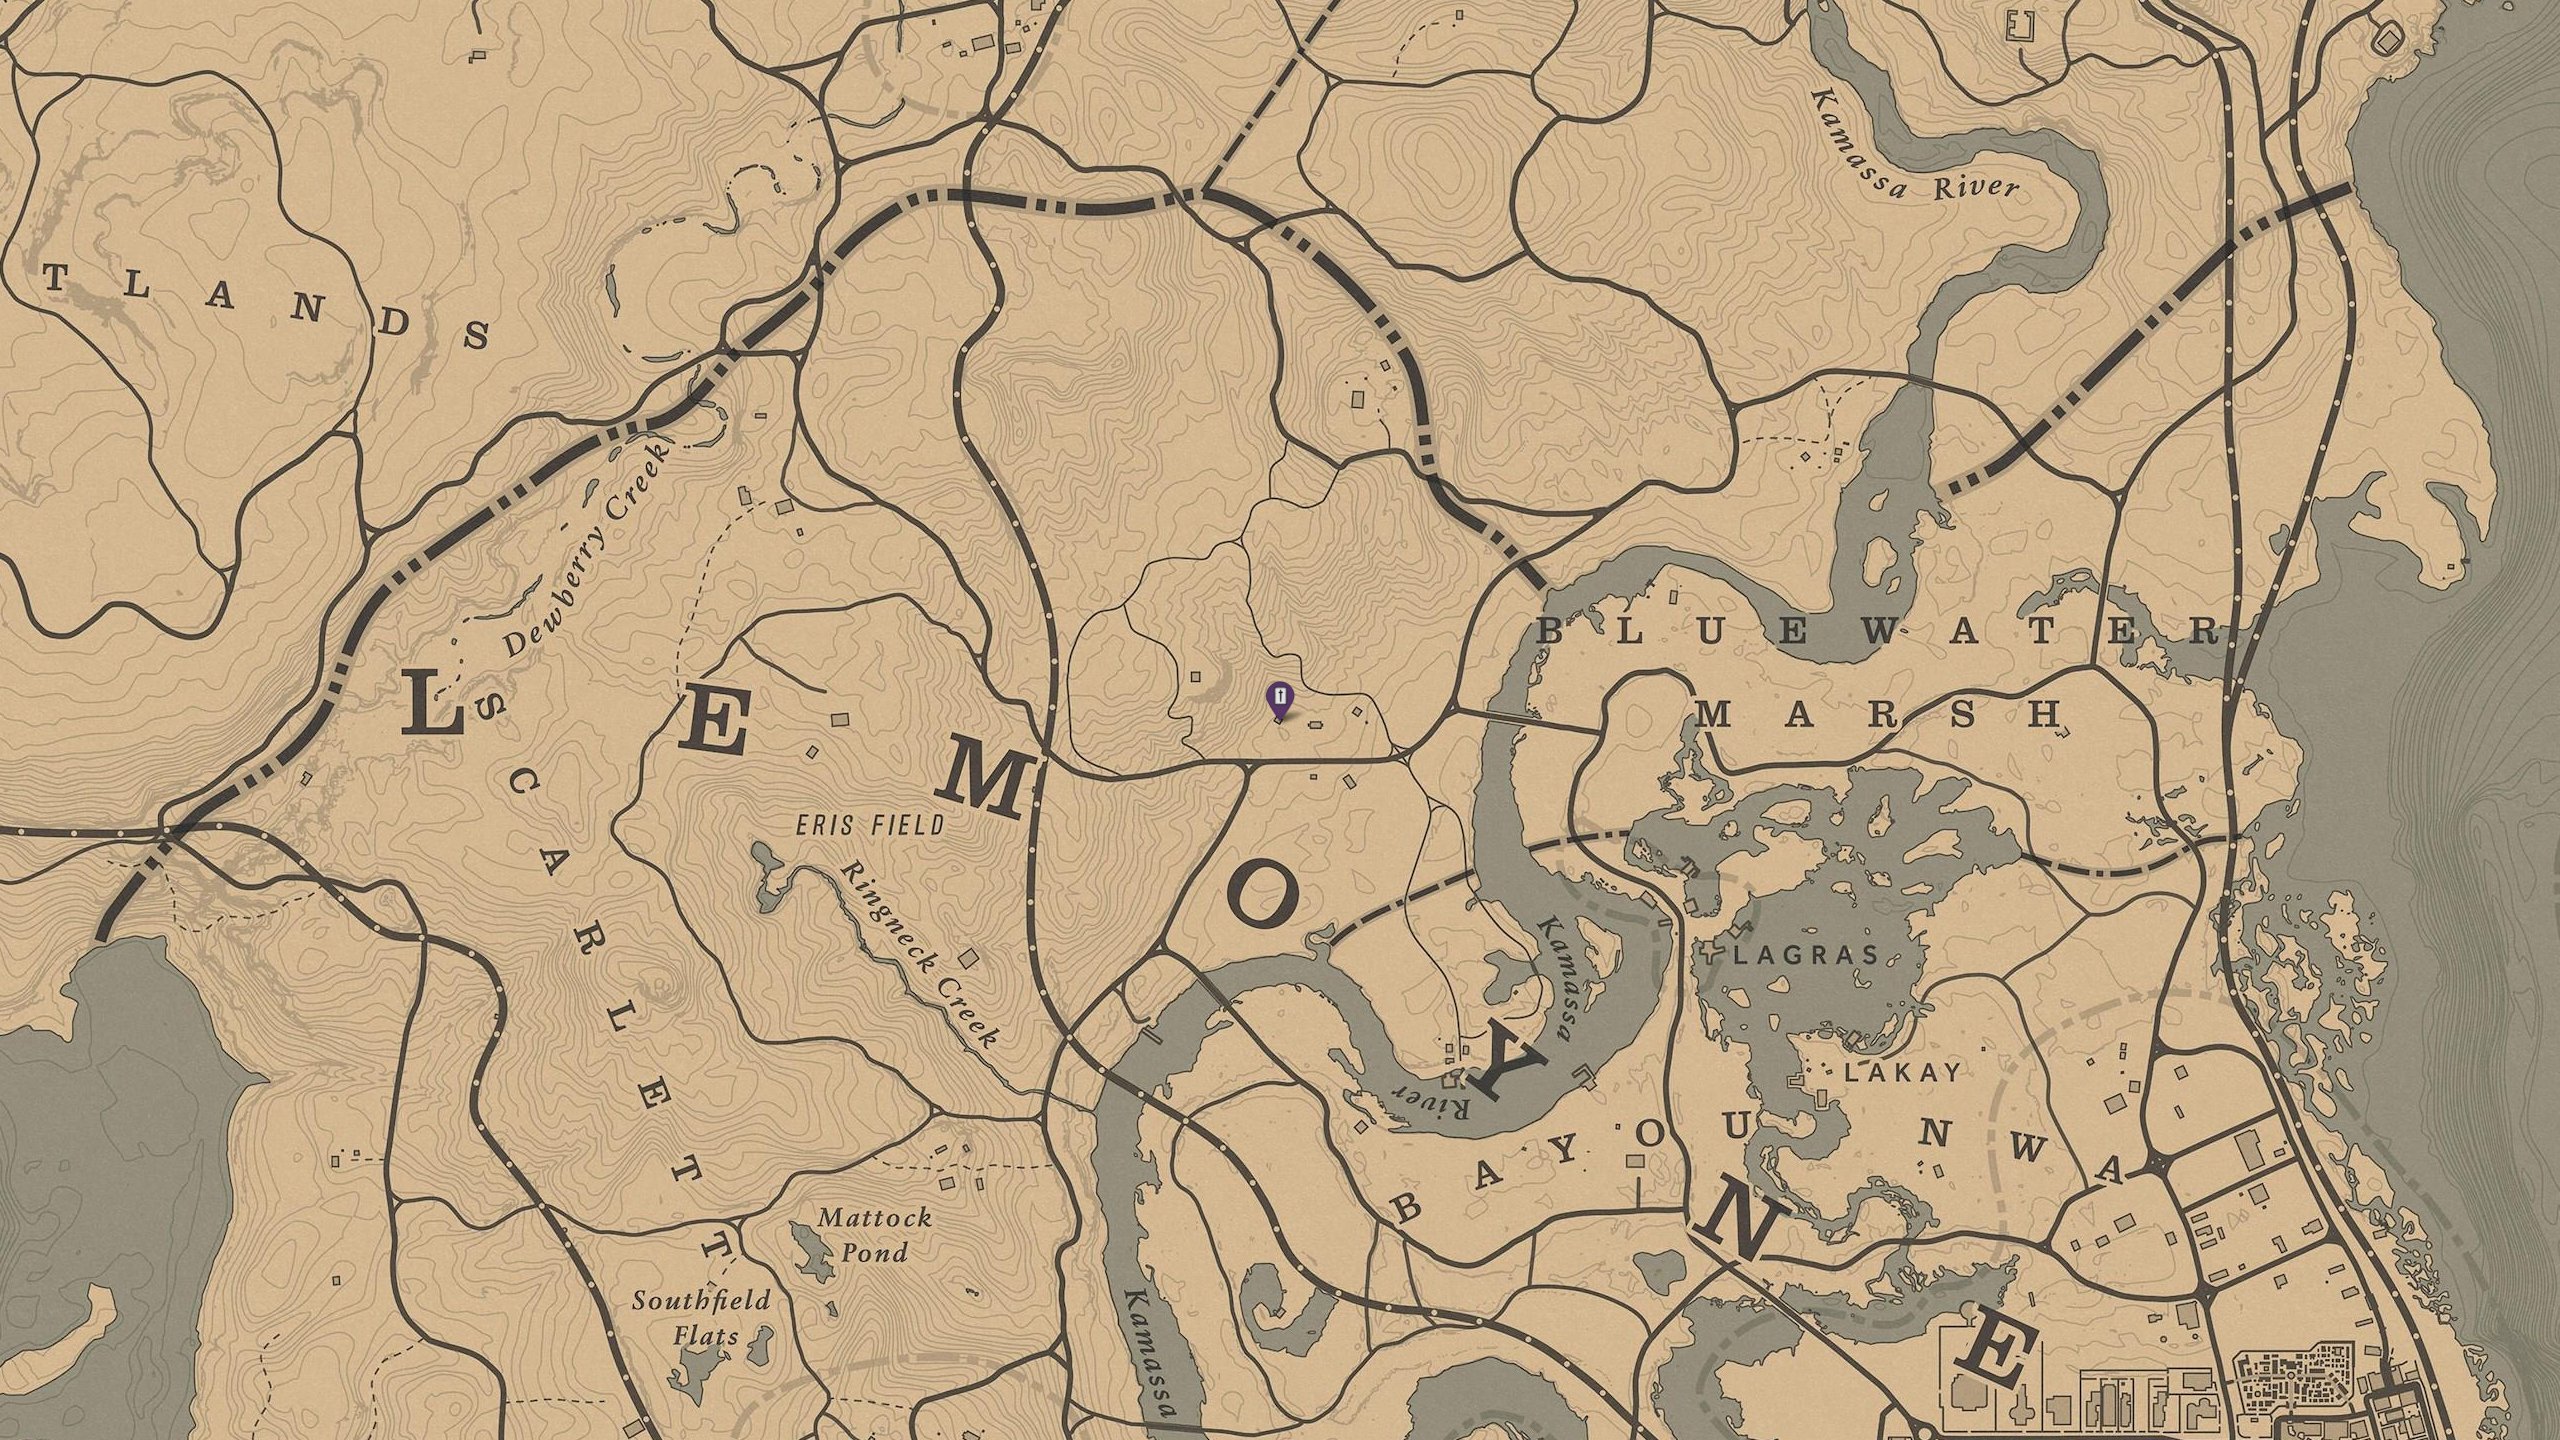 Kamassa River
TLANDS
Dewberry Creek
BLUEWATER
MARSH
LEMOYNE
SCARLETT
ERIS FIELD
Ringneck Creek
Kamassa
River
LAGRAS
LAKAY
BAYOU NWA
Mattock
Pond
Southfield
Flats
Kamassa